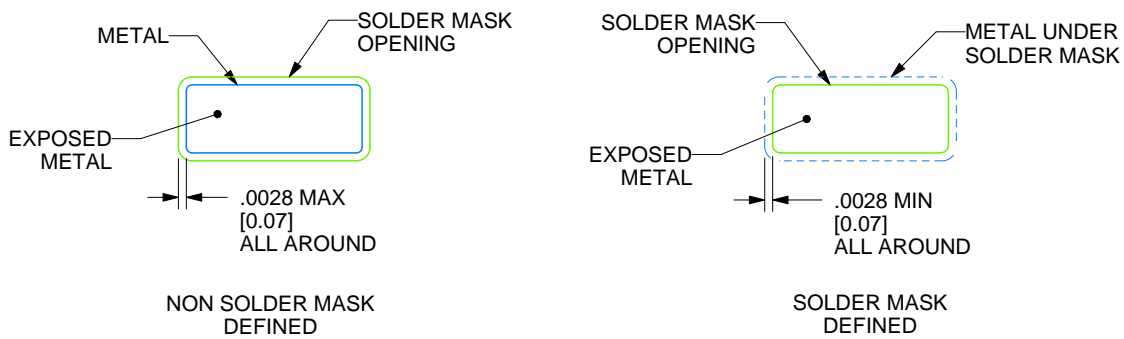 METAL
SOLDER MASK
OPENING
EXPOSED
METAL
.0028 MAX
[0.07]
ALL AROUND
NON SOLDER MASK
DEFINED
SOLDER MASK
OPENING
METAL UNDER
SOLDER MASK
EXPOSED
METAL
.0028 MIN
[0.07]
ALL AROUND
SOLDER MASK
DEFINED